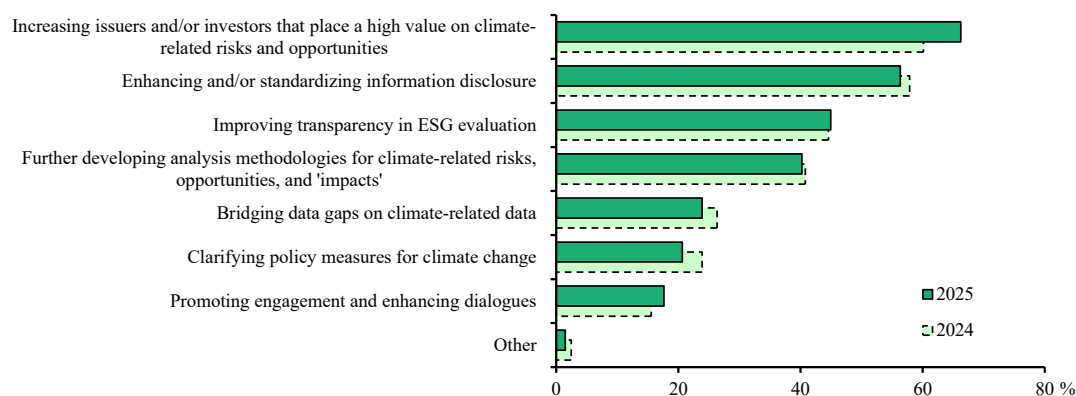 Increasing issuers and/or investors that place a high value on climate-
related risks and opportunities
Enhancing and/or standardizing information disclosure
Improving transparency in ESG evaluation
Further developing analysis methodologies for climate-related risks,
opportunities, and 'impacts'
Bridging data gaps on climate-related data
Clarifying policy measures for climate change
Promoting engagement and enhancing dialogues
Other
2025
2024
0 20 40 60 80 %